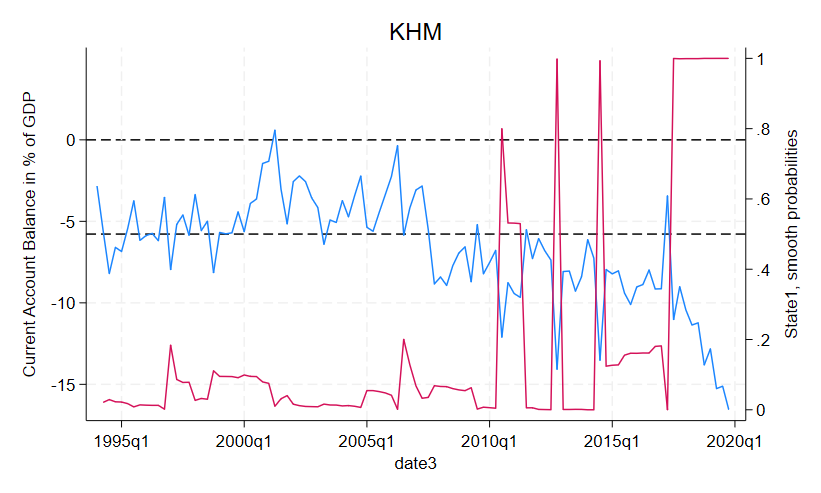 KHM
Current Account Balance in % of GDP
0
-5
-10
-15
1
.8
.6
.4
.2
0
State1, smooth probabilities
1995q1
2000q1
2005q1
2010q1
2015q1
2020q1
date3